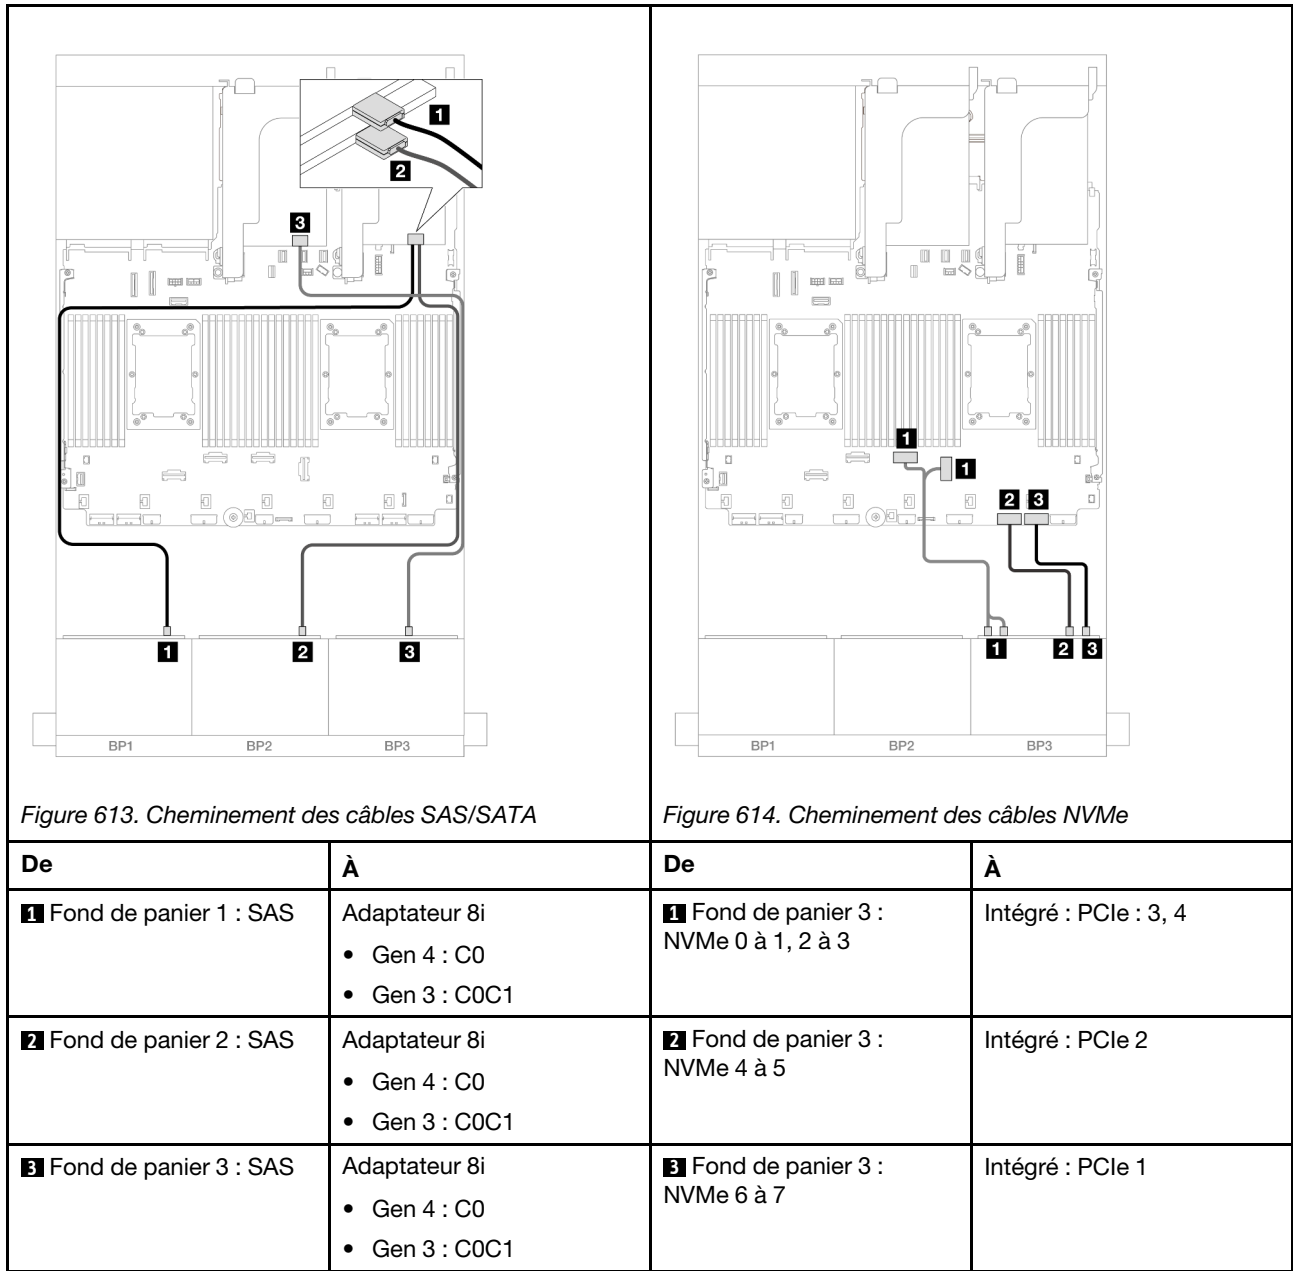 1
2
3
1
2
3
BP1
BP2
BP3
Figure 613. Cheminement des câbles SAS/SATA
1
1
2
3
1
2
3
BP1
BP2
BP3
Figure 614. Cheminement des câbles NVMe
De
À
De
À
1 Fond de panier 1 : SAS
Adaptateur 8i
• Gen 4 : C0
• Gen 3 : C0C1
1 Fond de panier 3 :
NVMe 0 à 1, 2 à 3
Intégré : PCIe : 3, 4
2 Fond de panier 2 : SAS
Adaptateur 8i
• Gen 4 : C0
• Gen 3 : C0C1
2 Fond de panier 3 :
NVMe 4 à 5
Intégré : PCIe 2
3 Fond de panier 3 : SAS
Adaptateur 8i
• Gen 4 : C0
• Gen 3 : C0C1
3 Fond de panier 3 :
NVMe 6 à 7
Intégré : PCIe 1